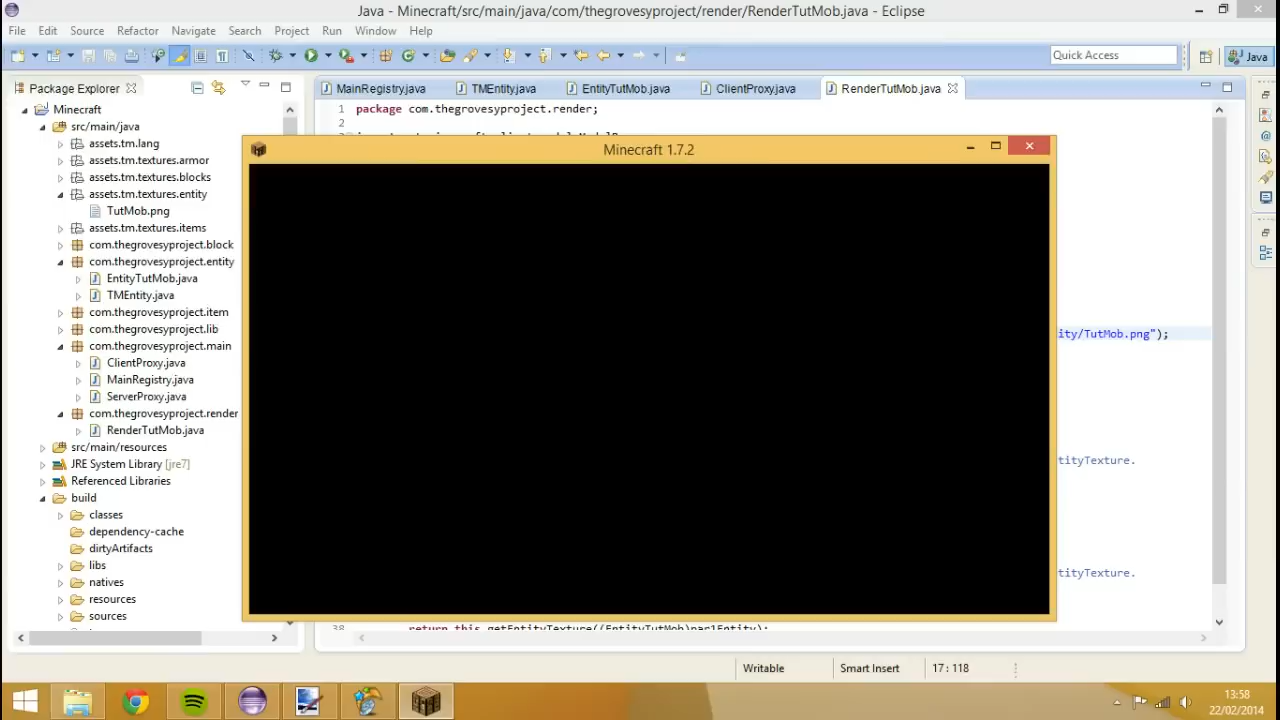 Java - Minecraft/src/main/java/com/thegrovesyproject/render/RenderTutMob.java - Eclipse
File Edit Source Refactor Navigate Search Project Run Window Help
Quick Access
Java
Package Explorer
MainRegistry.java TMEntity.java EntityTutMob.java ClientProxy.java RenderTutMob.java
Minecraft
src/main/java
assets.tm.lang
assets.tm.textures.armor
assets.tm.textures.blocks
assets.tm.textures.entity
TutMob.png
assets.tm.textures.items
com.thegrovesyproject.block
com.thegrovesyproject.entity
EntityTutMob.java
TMEntity.java
com.thegrovesyproject.item
com.thegrovesyproject.lib
com.thegrovesyproject.main
ClientProxy.java
MainRegistry.java
ServerProxy.java
com.thegrovesyproject.render
RenderTutMob.java
src/main/resources
JRE System Library [jre7]
Referenced Libraries
build
classes
dependency-cache
dirtyArtifacts
libs
natives
resources
sources
1 package com.thegrovesyproject.render;
2
Minecraft 1.7.2
ity/TutMob.png");
tityTexture.
tityTexture.
38 return this.getEntityTexture((EntityTutMob)par1Entity);
Writable Smart Insert 17 : 118
13:58
22/02/2014